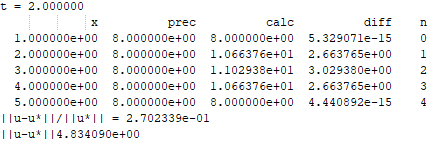 t = 2.000000
x prec calc diff n
1.000000e+00 8.000000e+00 8.000000e+00 5.329071e-15 0
2.000000e+00 8.000000e+00 1.066376e+01 2.663765e+00 1
3.000000e+00 8.000000e+00 1.102938e+01 3.029380e+00 2
4.000000e+00 8.000000e+00 1.066376e+01 2.663765e+00 3
5.000000e+00 8.000000e+00 8.000000e+00 4.440892e-15 4
||u-u*||/||u*|| = 2.702339e-01
||u-u*||4.834090e+00